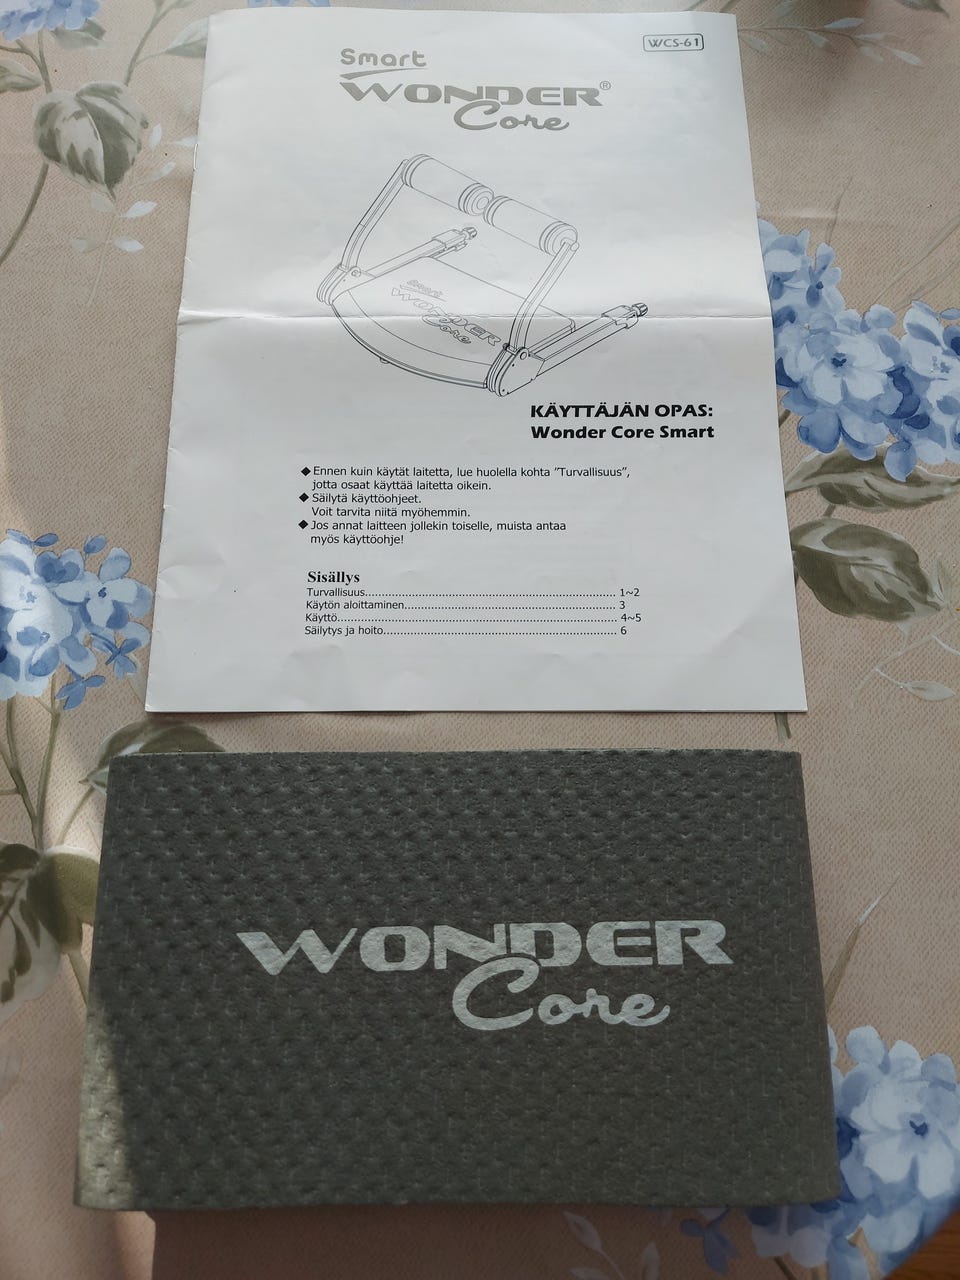 WCS-61
Smart
WONDER®
Core
Smart
WONDER
Core
KÄYTTÄJÄN OPAS:
Wonder Core Smart
◆Ennen kuin käytät laitetta, lue huolella kohta ”Turvallisuus”,
jotta osaat käyttää laitetta oikein.
◆Säilytä käyttöohjeet.
Voit tarvita niitä myöhemmin.
◆Jos annat laitteen jollekin toiselle, muista antaa
myös käyttöohje!
Sisällys
Turvallisuus.................................................................. 1~2
Käytön aloittaminen....................................................... 3
Käyttö.......................................................................... 4~5
Säilytys ja hoito............................................................. 6
WONDER
Core